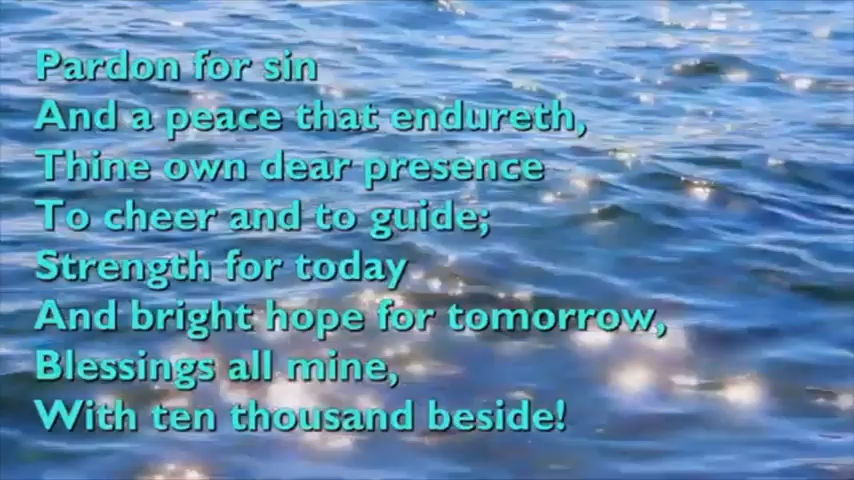 Pardon for sin
And a peace that endureth,
Thine own dear presence
To cheer and to guide;
Strength for today
And bright hope for tomorrow,
Blessings all mine,
With ten thousand beside!